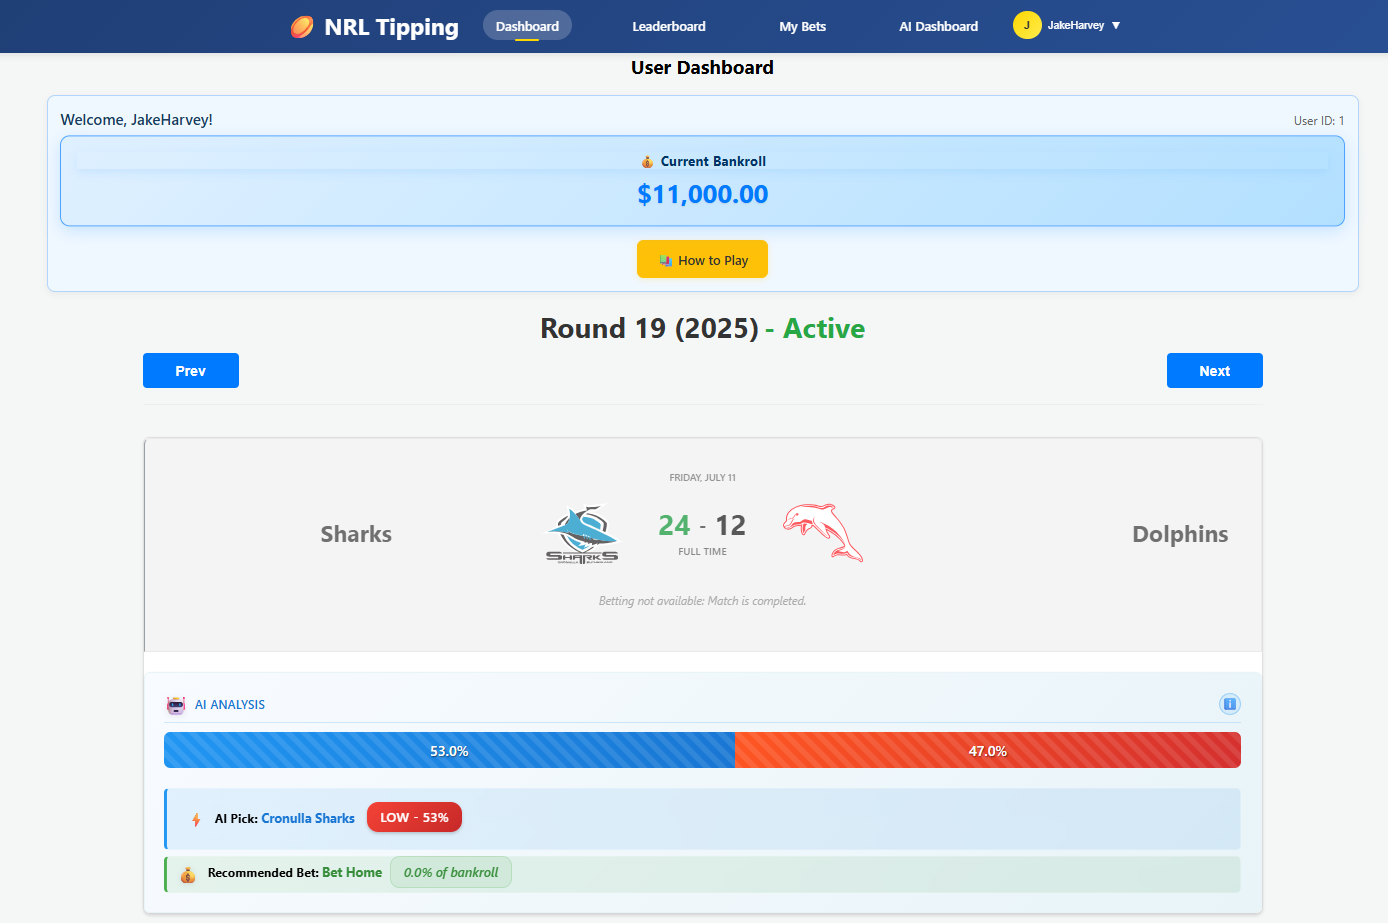 NRL Tipping
Dashboard
Leaderboard
My Bets
AI Dashboard
J
JakeHarvey ▼
User Dashboard
Welcome, JakeHarvey!
User ID: 1
Current Bankroll
$11,000.00
How to Play
Round 19 (2025) - Active
Prev
Next
FRIDAY, JULY 11
Sharks
SHARKS
24 - 12
Dolphins
FULL TIME
Betting not available: Match is completed.
AI ANALYSIS
53.0%
47.0%
AI Pick: Cronulla Sharks
LOW - 53%
Recommended Bet: Bet Home
0.0% of bankroll